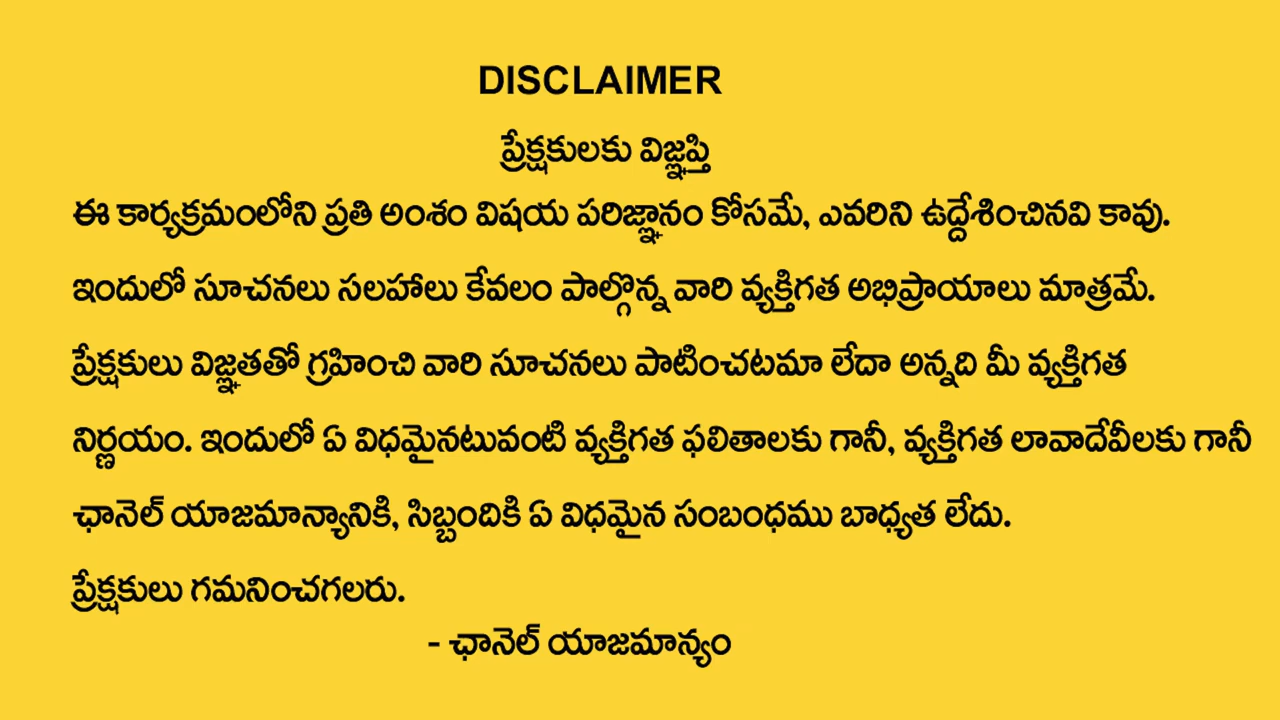 DISCLAIMER
ప్రేక్షకులకు విజ్ఞప్తి
ఈ కార్యక్రమంలోని ప్రతి అంశం విషయ పరిజ్ఞానం కోసమే, ఎవరిని ఉద్దేశించినవి కావు.
ఇందులో సూచనలు సలహాలు కేవలం పాల్గొన్న వారి వ్యక్తిగత అభిప్రాయాలు మాత్రమే.
ప్రేక్షకులు విజ్ఞతతో గ్రహించి వారి సూచనలు పాటించటమా లేదా అన్నది మీ వ్యక్తిగత
నిర్ణయం. ఇందులో ఏ విధమైనటువంటి వ్యక్తిగత ఫలితాలకు గానీ, వ్యక్తిగత లావాదేవీలకు గానీ
ఛానెల్ యాజమాన్యానికి, సిబ్బందికి ఏ విధమైన సంబంధము బాధ్యత లేదు.
ప్రేక్షకులు గమనించగలరు.
- ఛానెల్ యాజమాన్యం